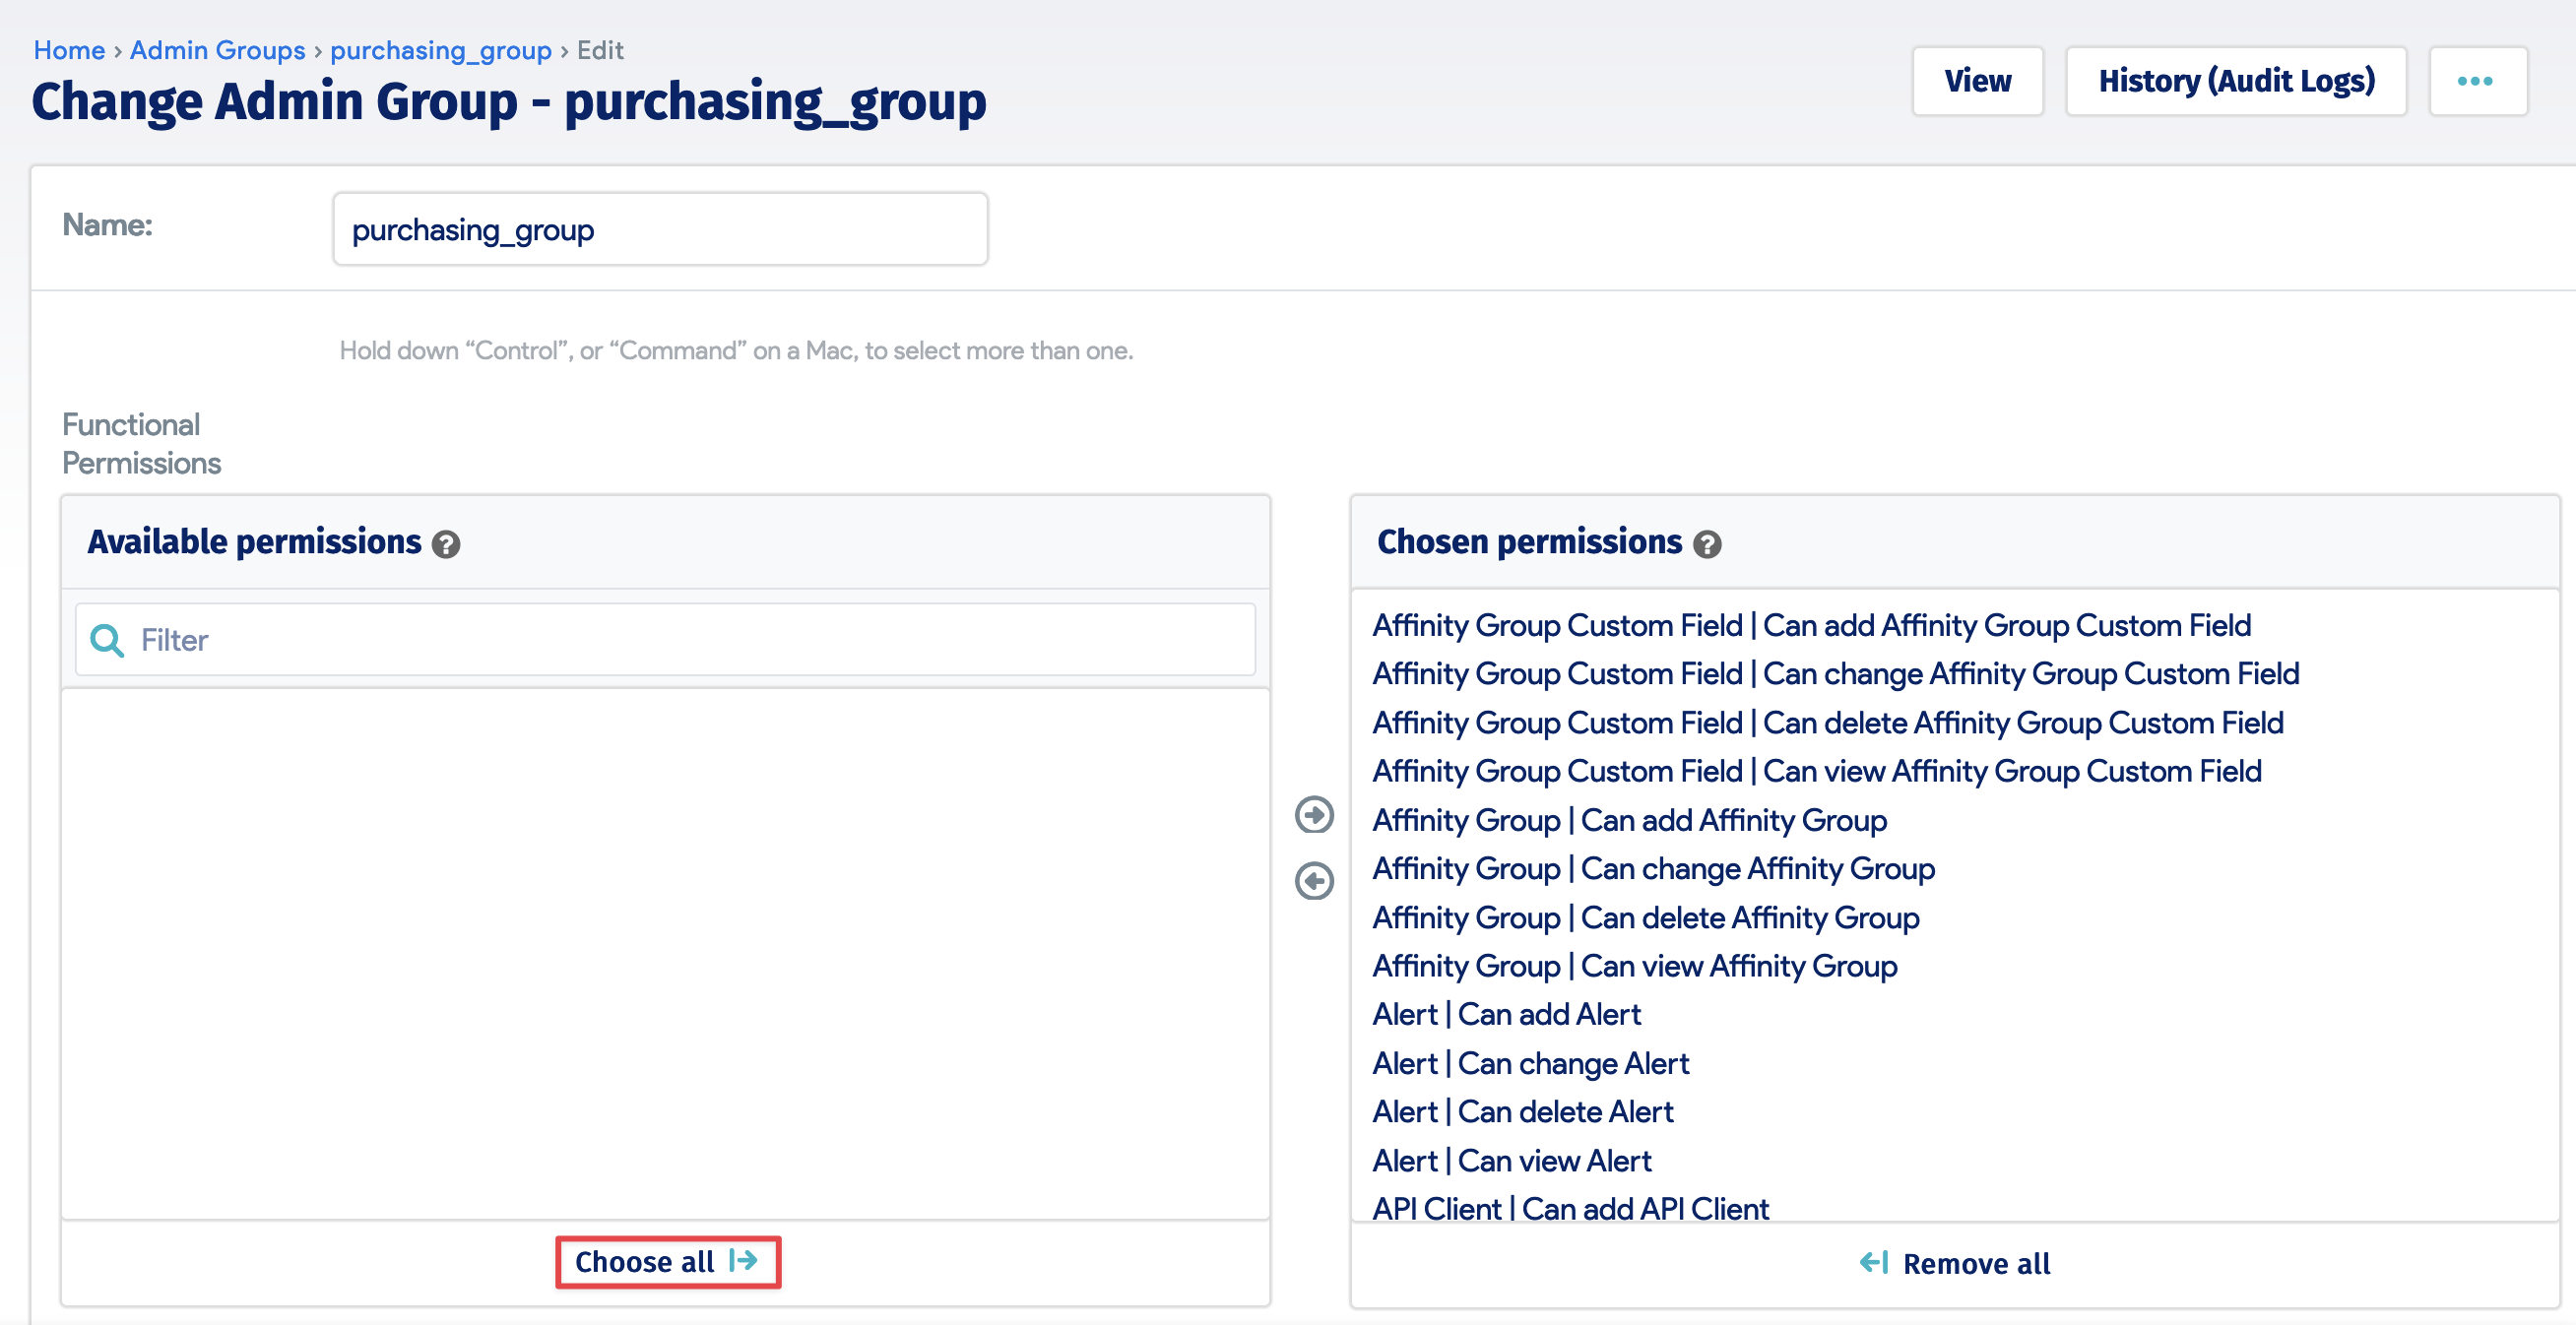 Home › Admin Groups › purchasing_group › Edit
Change Admin Group - purchasing_group
View
History (Audit Logs)
Name:
purchasing_group
Hold down “Control”, or “Command” on a Mac, to select more than one.
Functional
Permissions
Available permissions ?
Filter
Choose all
Chosen permissions ?
Affinity Group Custom Field | Can add Affinity Group Custom Field
Affinity Group Custom Field | Can change Affinity Group Custom Field
Affinity Group Custom Field | Can delete Affinity Group Custom Field
Affinity Group Custom Field | Can view Affinity Group Custom Field
Affinity Group | Can add Affinity Group
Affinity Group | Can change Affinity Group
Affinity Group | Can delete Affinity Group
Affinity Group | Can view Affinity Group
Alert | Can add Alert
Alert | Can change Alert
Alert | Can delete Alert
Alert | Can view Alert
API Client | Can add API Client
Remove all